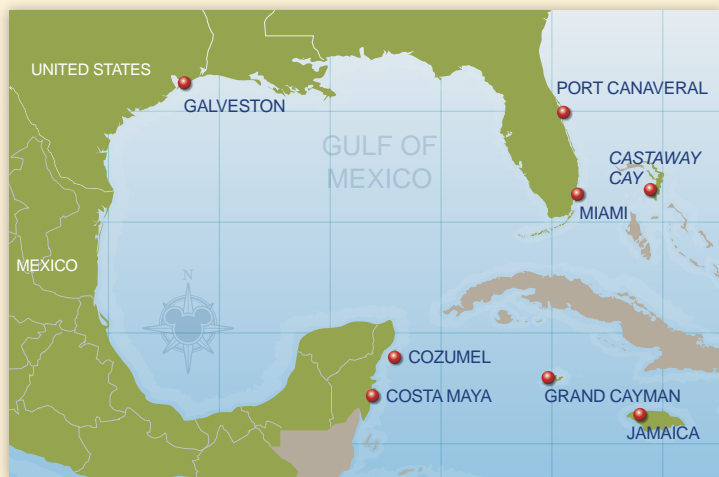 UNITED STATES
GALVESTON
PORT CANAVERAL
GULF OF
MEXICO
CASTAWAY
CAY
MIAMI
MEXICO
N
COZUMEL
COSTA MAYA
GRAND CAYMAN
JAMAICA